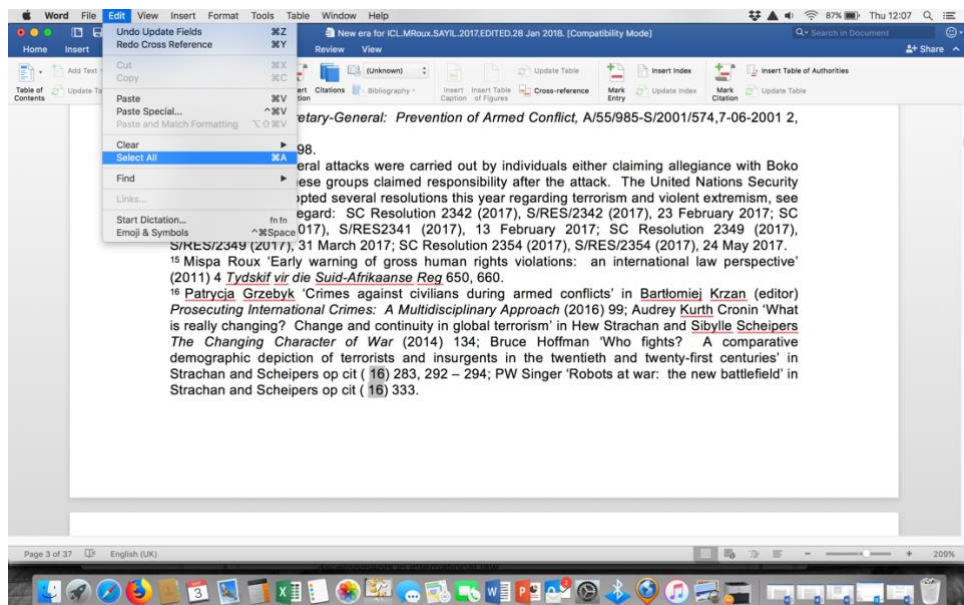 Word File Edit View Insert Format Tools Table Window Help 87% Thu 12:07
New era for ICL.MRoux.SAYIL.2017.EDITED.28 Jan 2018. [Compatibility Mode] Search in Document
Home Insert Review View Share
Undo Update Fields ⌘Z
Redo Cross Reference ⌘Y
Cut ⌘X
Copy ⌘C
Paste ⌘V
Paste Special... ^⌘V
Paste and Match Formatting ⌥⇧⌘V
Clear
Select All ⌘A
Find
Links...
Start Dictation... fn fn
Emoji & Symbols ^⌘Space
Table of Contents
Add Text
Update Ta
Citations
(Unknown)
Bibliography
Insert Caption
Insert Table of Figures
Update Table
Cross-reference
Mark Entry
Insert Index
Update Index
Mark Citation
Insert Table of Authorities
Update Table
retary-General: Prevention of Armed Conflict, A/55/985-S/2001/574,7-06-2001 2,
98.
eral attacks were carried out by individuals either claiming allegiance with Boko
ese groups claimed responsibility after the attack. The United Nations Security
opted several resolutions this year regarding terrorism and violent extremism, see
egard: SC Resolution 2342 (2017), S/RES/2342 (2017), 23 February 2017; SC
017), S/RES2341 (2017), 13 February 2017; SC Resolution 2349 (2017),
S/RES/2349 (2017), 31 March 2017; SC Resolution 2354 (2017), S/RES/2354 (2017), 24 May 2017.
15 Mispa Roux ‘Early warning of gross human rights violations: an international law perspective’
(2011) 4 Tydskif vir die Suid-Afrikaanse Reg 650, 660.
16 Patrycja Grzebyk ‘Crimes against civilians during armed conflicts’ in Bartłomiej Krzan (editor)
Prosecuting International Crimes: A Multidisciplinary Approach (2016) 99; Audrey Kurth Cronin ‘What
is really changing? Change and continuity in global terrorism’ in Hew Strachan and Sibylle Scheipers
The Changing Character of War (2014) 134; Bruce Hoffman ‘Who fights? A comparative
demographic depiction of terrorists and insurgents in the twentieth and twenty-first centuries’ in
Strachan and Scheipers op cit ( 16) 283, 292 – 294; PW Singer ‘Robots at war: the new battlefield’ in
Strachan and Scheipers op cit ( 16) 333.
Page 3 of 37 English (UK) 200%